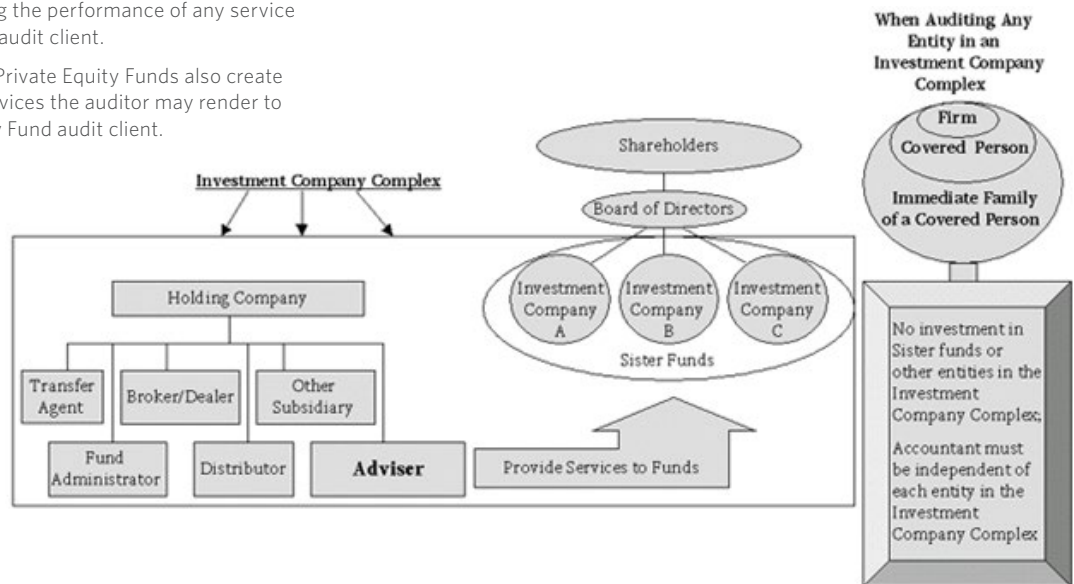 g the performance of any service
audit client.
Private Equity Funds also create
vices the auditor may render to
Fund audit client.
When Auditing Any
Entity in an
Investment Company
Complex
Firm
Covered Person
Immediate Family
of a Covered Person
Shareholders
Board of Directors
Investment Company Complex
Investment
Company
A
Investment
Company
B
Investment
Company
C
Sister Funds
Holding Company
Transfer
Agent
Broker/Dealer
Other
Subsidiary
Fund
Administrator
Distributor
Adviser
Provide Services to Funds
No investment in
Sister funds or
other entities in the
Investment
Company Complex;
Accountant must
be independent of
each entity in the
Investment
Company Complex